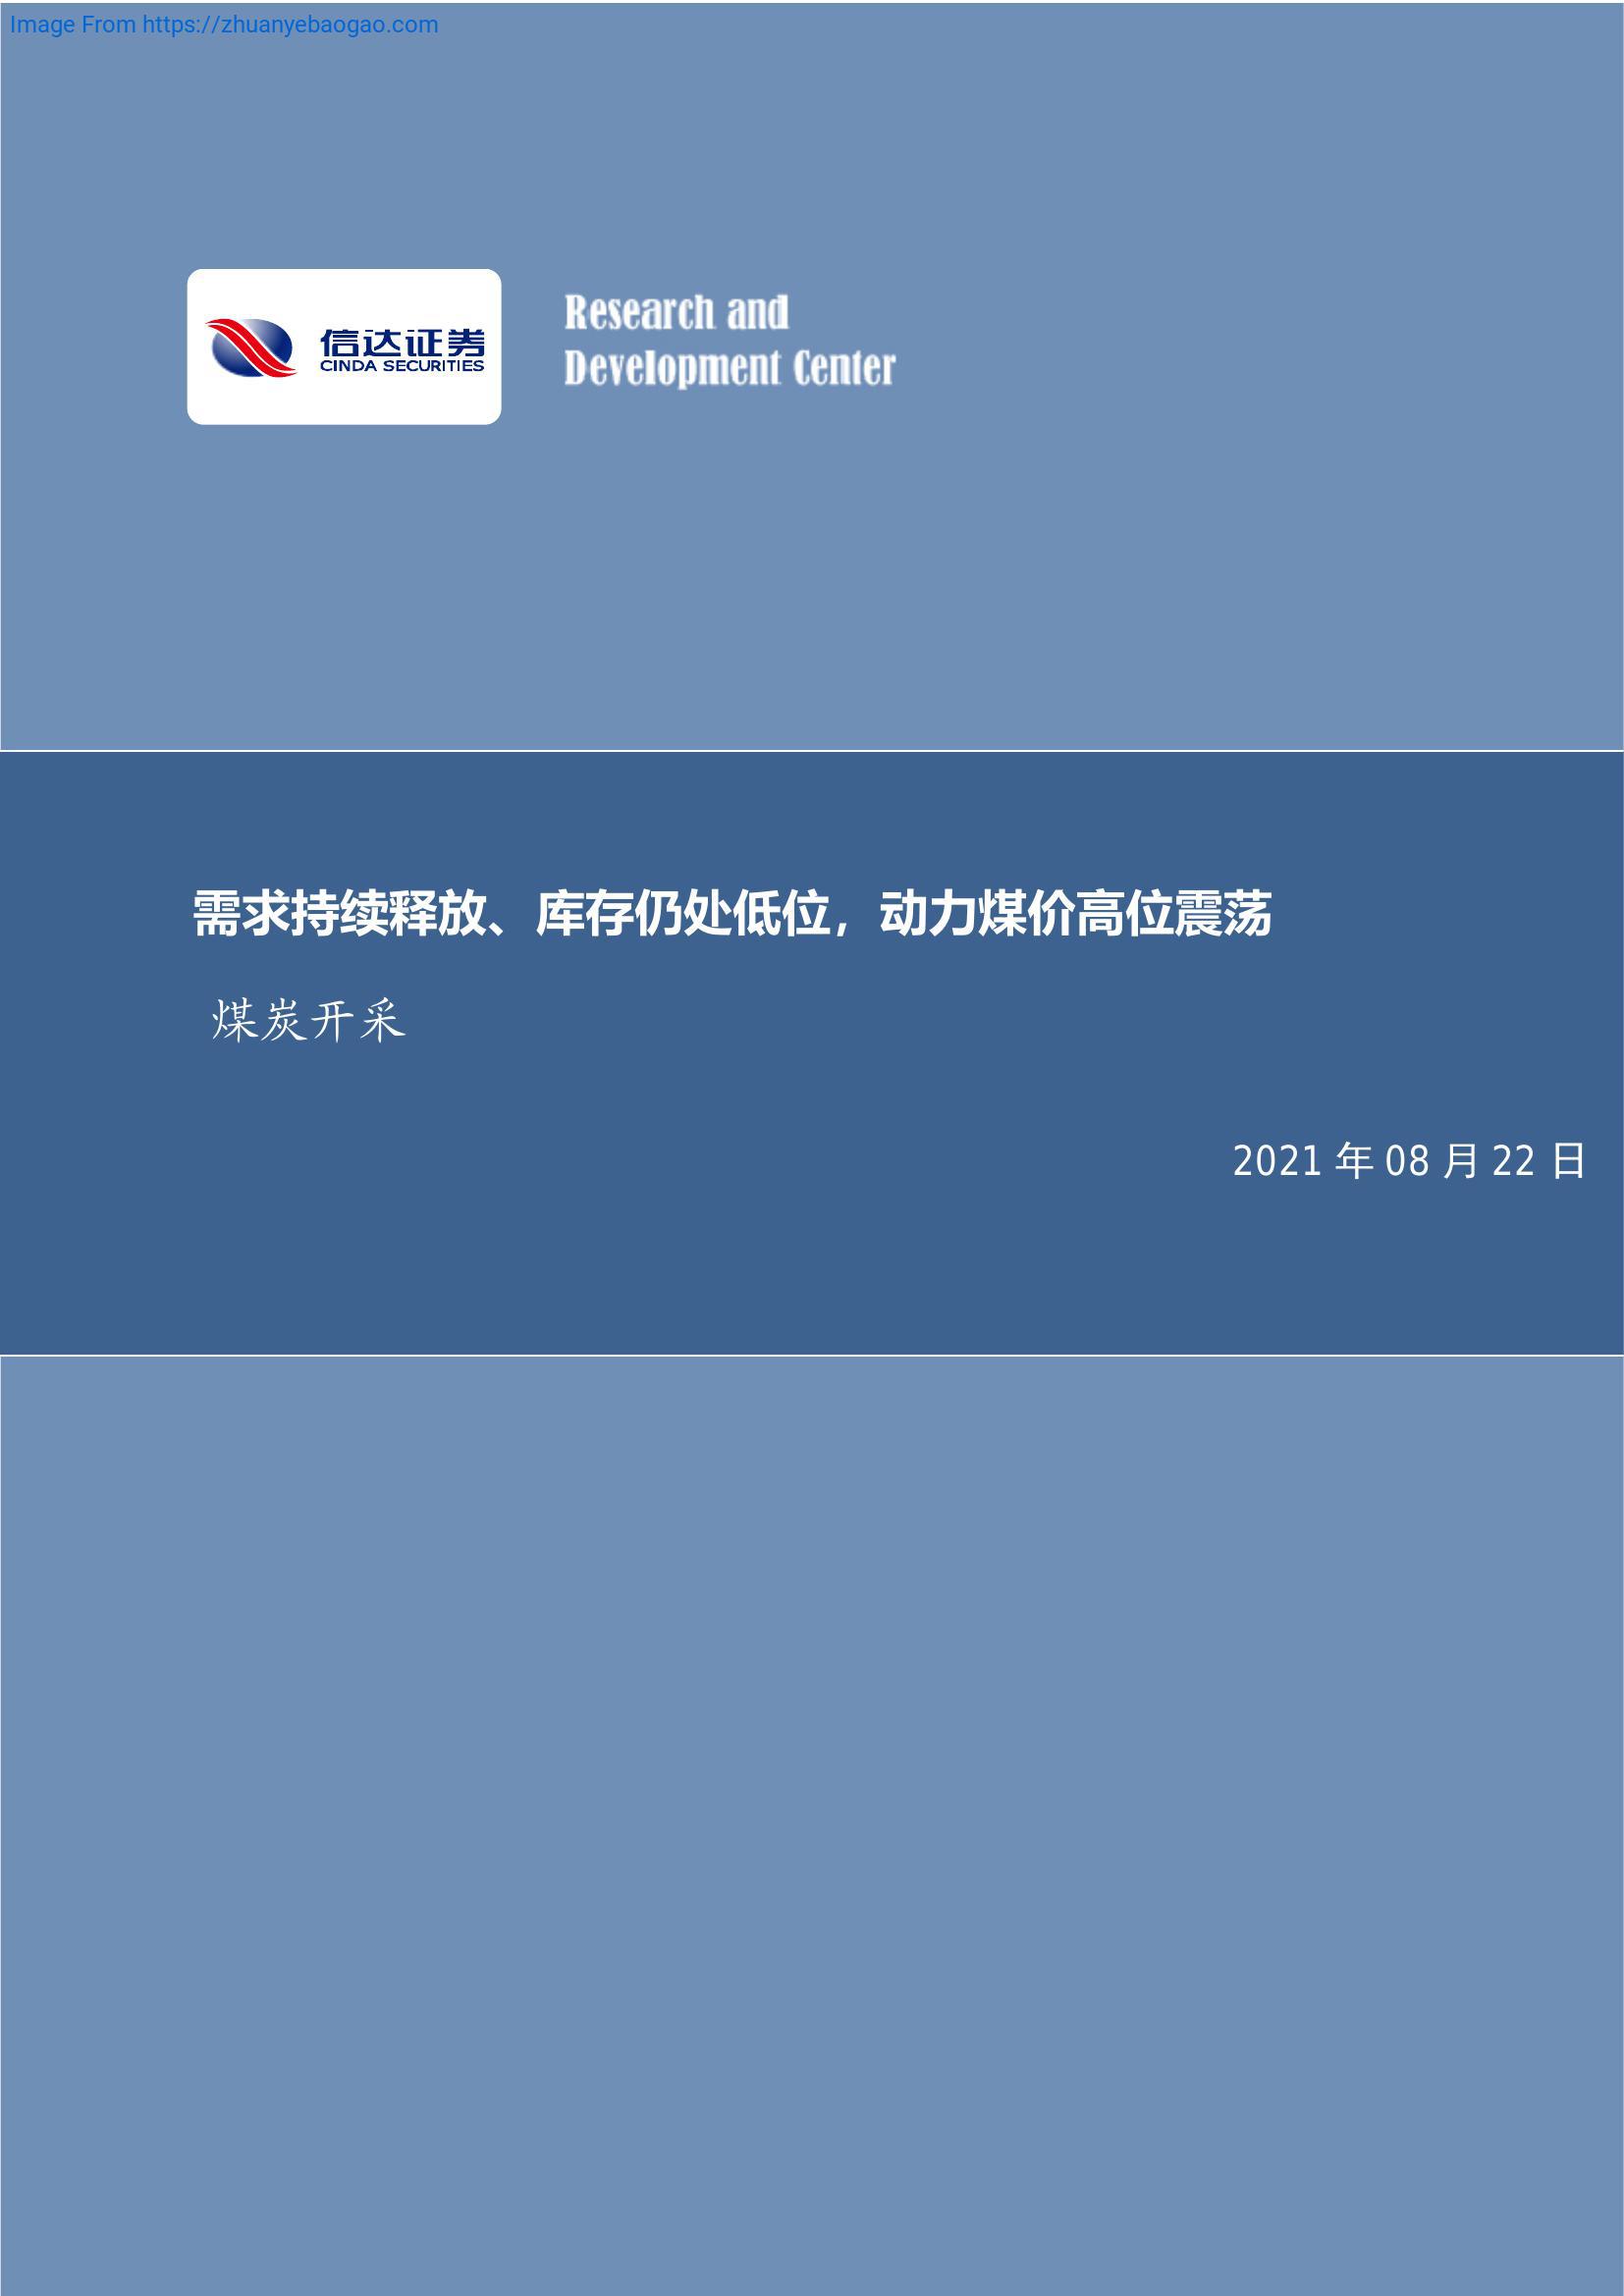 Image From https://zhuanyebaogao.com
信达证券
CINDA SECURITIES
Research and
Development Center
需求持续释放、库存仍处低位，动力煤价高位震荡
煤炭开采
2021 年 08 月 22 日